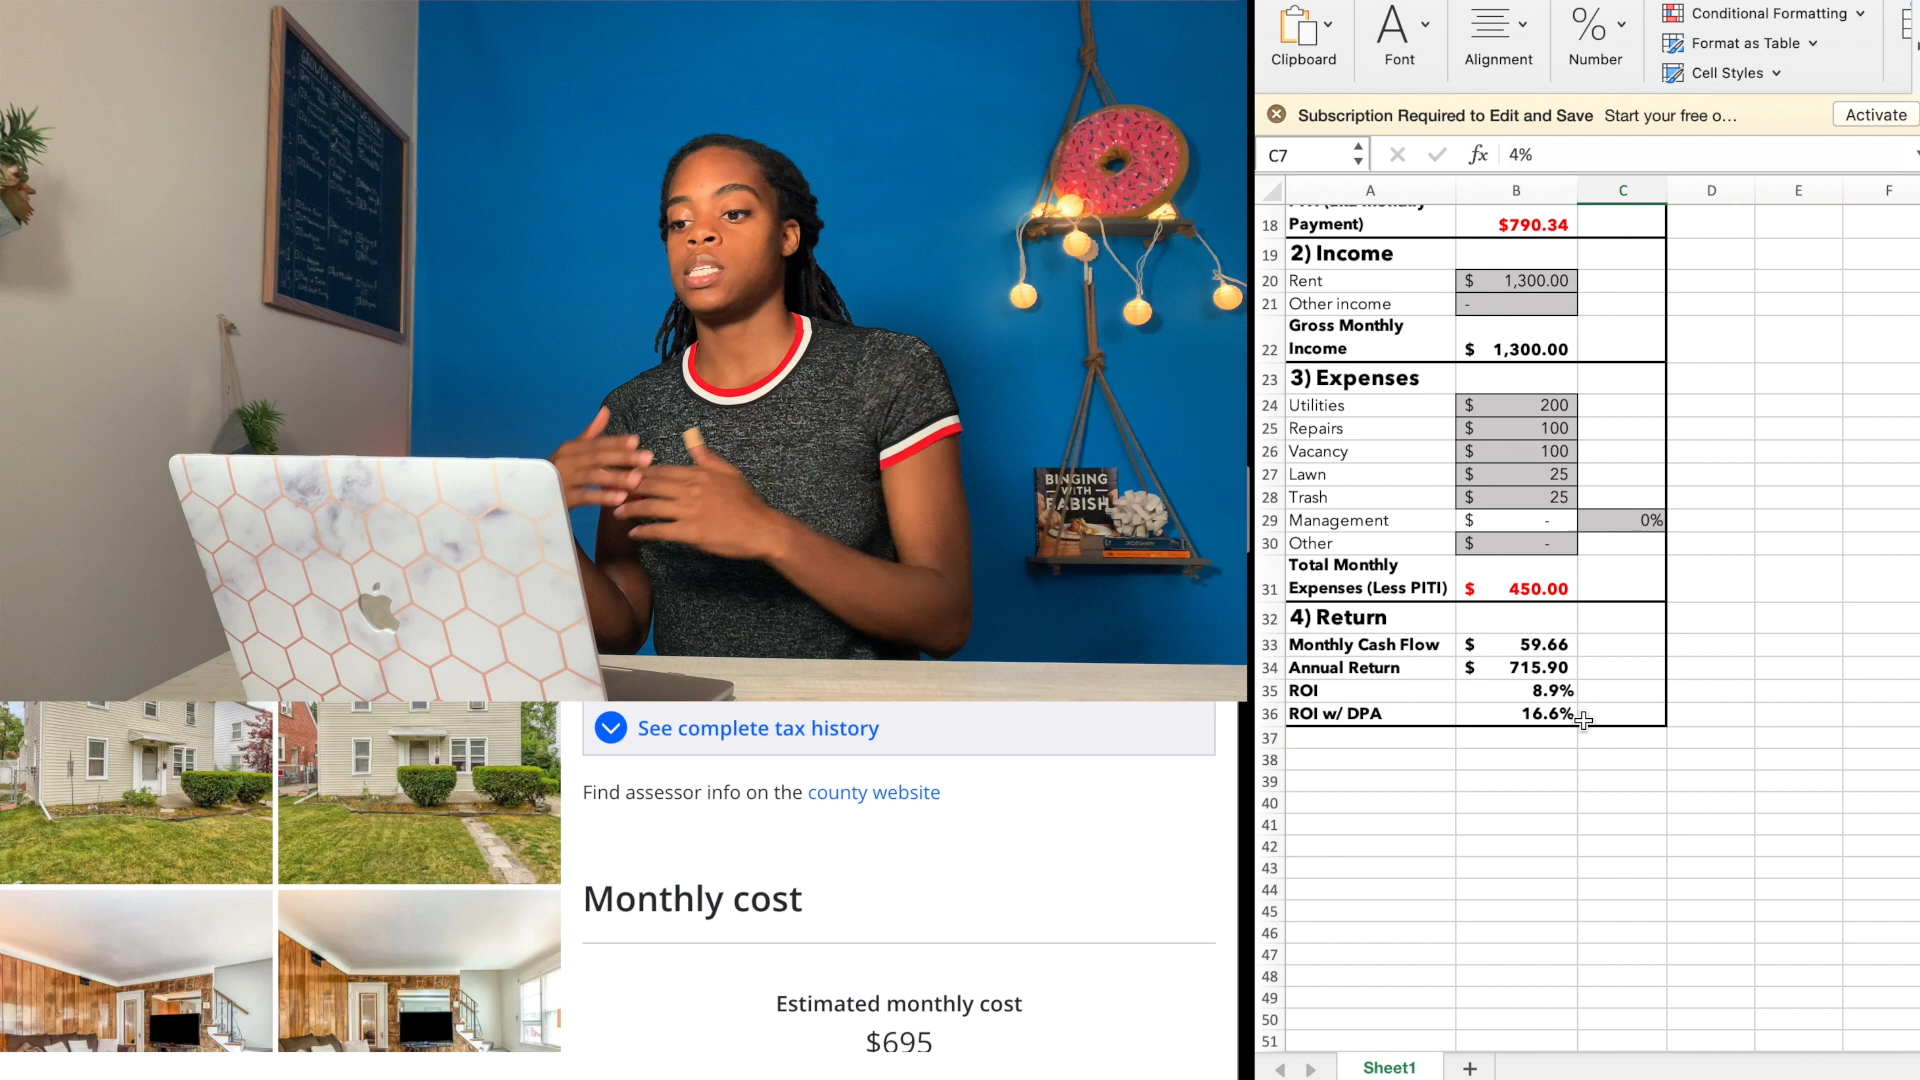 BINGING
WITH
BABISH
See complete tax history
Find assessor info on the county website
Monthly cost
Estimated monthly cost
$695
Clipboard
Font
Alignment
Number
Conditional Formatting
Format as Table
Cell Styles
Subscription Required to Edit and Save Start your free o...
Activate
C7 fx 4%
A B C D E F
18 Payment) $790.34
19 2) Income
20 Rent $ 1,300.00
21 Other income -
Gross Monthly
22 Income $ 1,300.00
23 3) Expenses
24 Utilities $ 200
25 Repairs $ 100
26 Vacancy $ 100
27 Lawn $ 25
28 Trash $ 25
29 Management $ - 0%
30 Other $ -
Total Monthly
31 Expenses (Less PITI) $ 450.00
32 4) Return
33 Monthly Cash Flow $ 59.66
34 Annual Return $ 715.90
35 ROI 8.9%
36 ROI w/ DPA 16.6%
37
38
39
40
41
42
43
44
45
46
47
48
49
50
51
Sheet1